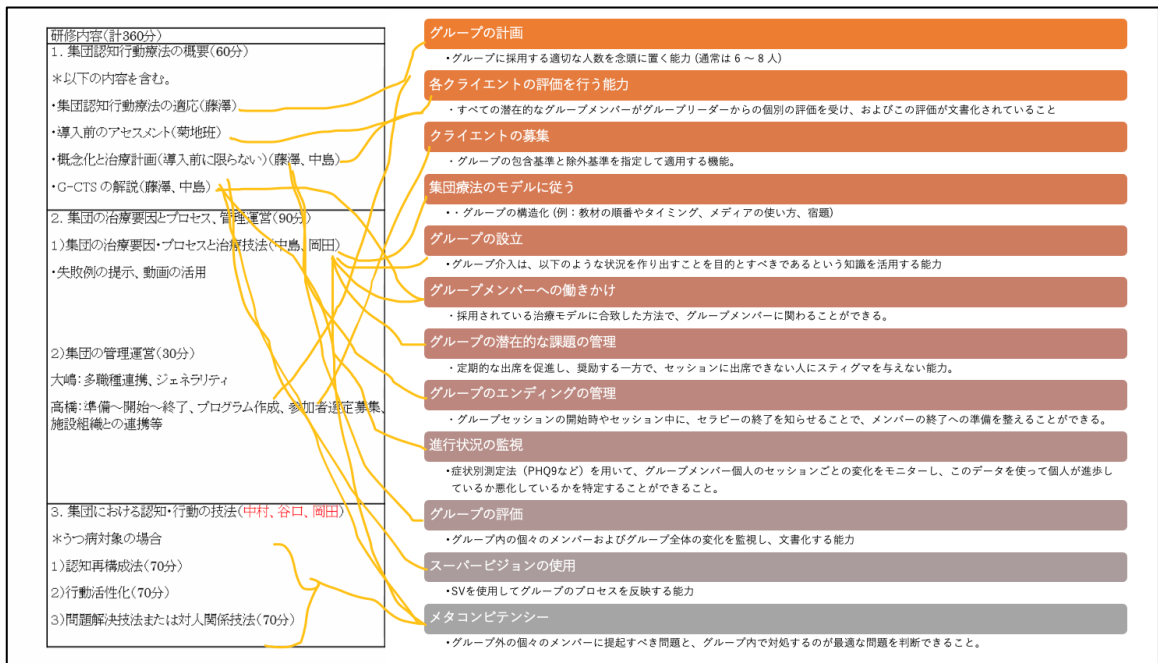 研修内容(計360分)
1. 集団認知行動療法の概要(60分)
＊以下の内容を含む。
・集団認知行動療法の適応(藤澤)
・導入前のアセスメント(菊地班)
・概念化と治療計画(導入前に限らない)(藤澤、中島)
・G-CTS の解説(藤澤、中島)
2. 集団の治療要因とプロセス、管理運営(90分)
1)集団の治療要因・プロセスと治療技法(中島、岡田)
・失敗例の提示、動画の活用
2)集団の管理運営(30分)
大嶋：多職種連携、ジェネラリティ
高橋：準備～開始～終了、プログラム作成、参加者選定募集、
施設組織との連携等
3. 集団における認知・行動の技法(中村、谷口、岡田)
＊うつ病対象の場合
1)認知再構成法(70分)
2)行動活性化(70分)
3)問題解決技法または対人関係技法(70分)
グループの計画
•グループに採用する適切な人数を念頭に置く能力 (通常は 6 ～ 8 人)
各クライエントの評価を行う能力
・すべての潜在的なグループメンバーがグループリーダーからの個別の評価を受け、およびこの評価が文書化されていること
クライエントの募集
・グループの包含基準と除外基準を指定して適用する機能。
集団療法のモデルに従う
•・グループの構造化 (例：教材の順番やタイミング、メディアの使い方、宿題)
グループの設立
•グループ介入は、以下のような状況を作り出すことを目的とすべきであるという知識を活用する能力
グループメンバーへの働きかけ
・採用されている治療モデルに合致した方法で、グループメンバーに関わることができる。
グループの潜在的な課題の管理
・定期的な出席を促進し、奨励する一方で、セッションに出席できない人にスティグマを与えない能力。
グループのエンディングの管理
・グループセッションの開始時やセッション中に、セラピーの終了を知らせることで、メンバーの終了への準備を整えることができる。
進行状況の監視
•症状別測定法（PHQ9など）を用いて、グループメンバー個人のセッションごとの変化をモニターし、このデータを使って個人が進歩し
ているか悪化しているかを特定することができること。
グループの評価
•グループ内の個々のメンバーおよびグループ全体の変化を監視し、文書化する能力
スーパービジョンの使用
•SVを使用してグループのプロセスを反映する能力
メタコンピテンシー
•グループ外の個々のメンバーに提起すべき問題と、グループ内で対処するのが最適な問題を判断できること。